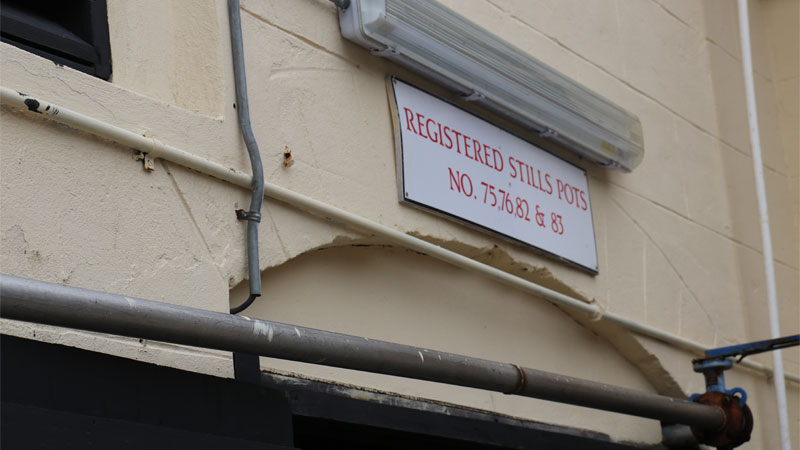 REGISTERED STILLS POTS
NO. 75,76,82 & 83